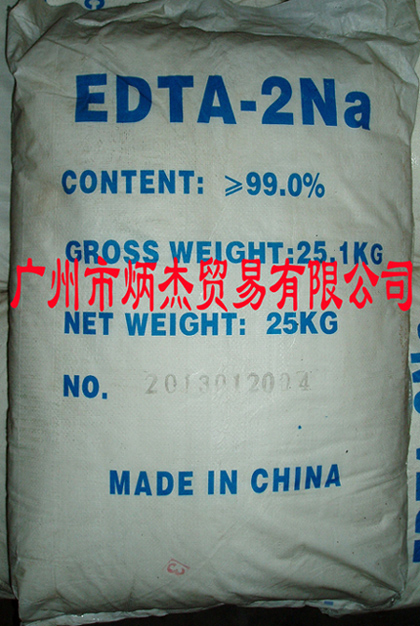 EDTA-2Na
CONTENT: ≥99.0%
GROSS WEIGHT:25.1KG
广州市炳杰贸易有限公司
NET WEIGHT: 25KG
NO. 2013012004
MADE IN CHINA